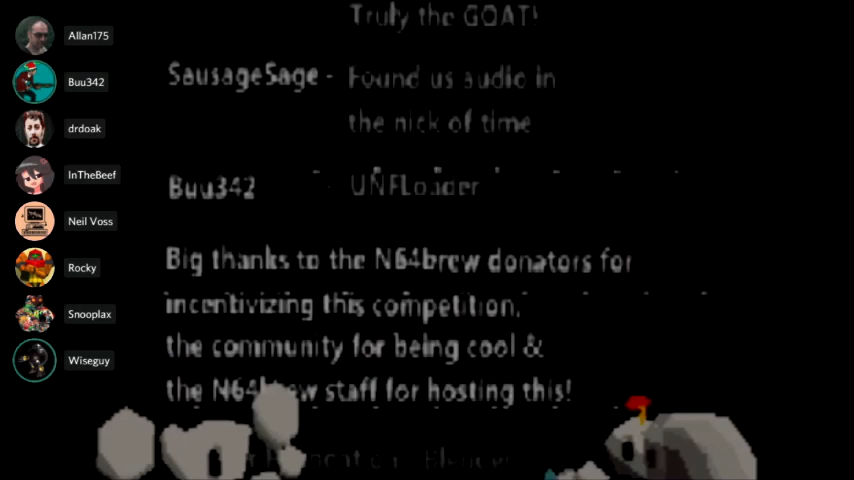 Allan175
Buu342
drdoak
InTheBeef
Neil Voss
Rocky
Snooplax
Wiseguy
Truly the GOAT!
SausageSage - Found us audio in
the nick of time
Buu342 - UNFLoader
Big thanks to the N64brew donators for
incentivizing this competition,
the community for being cool &
the N64brew staff for hosting this!
Blender